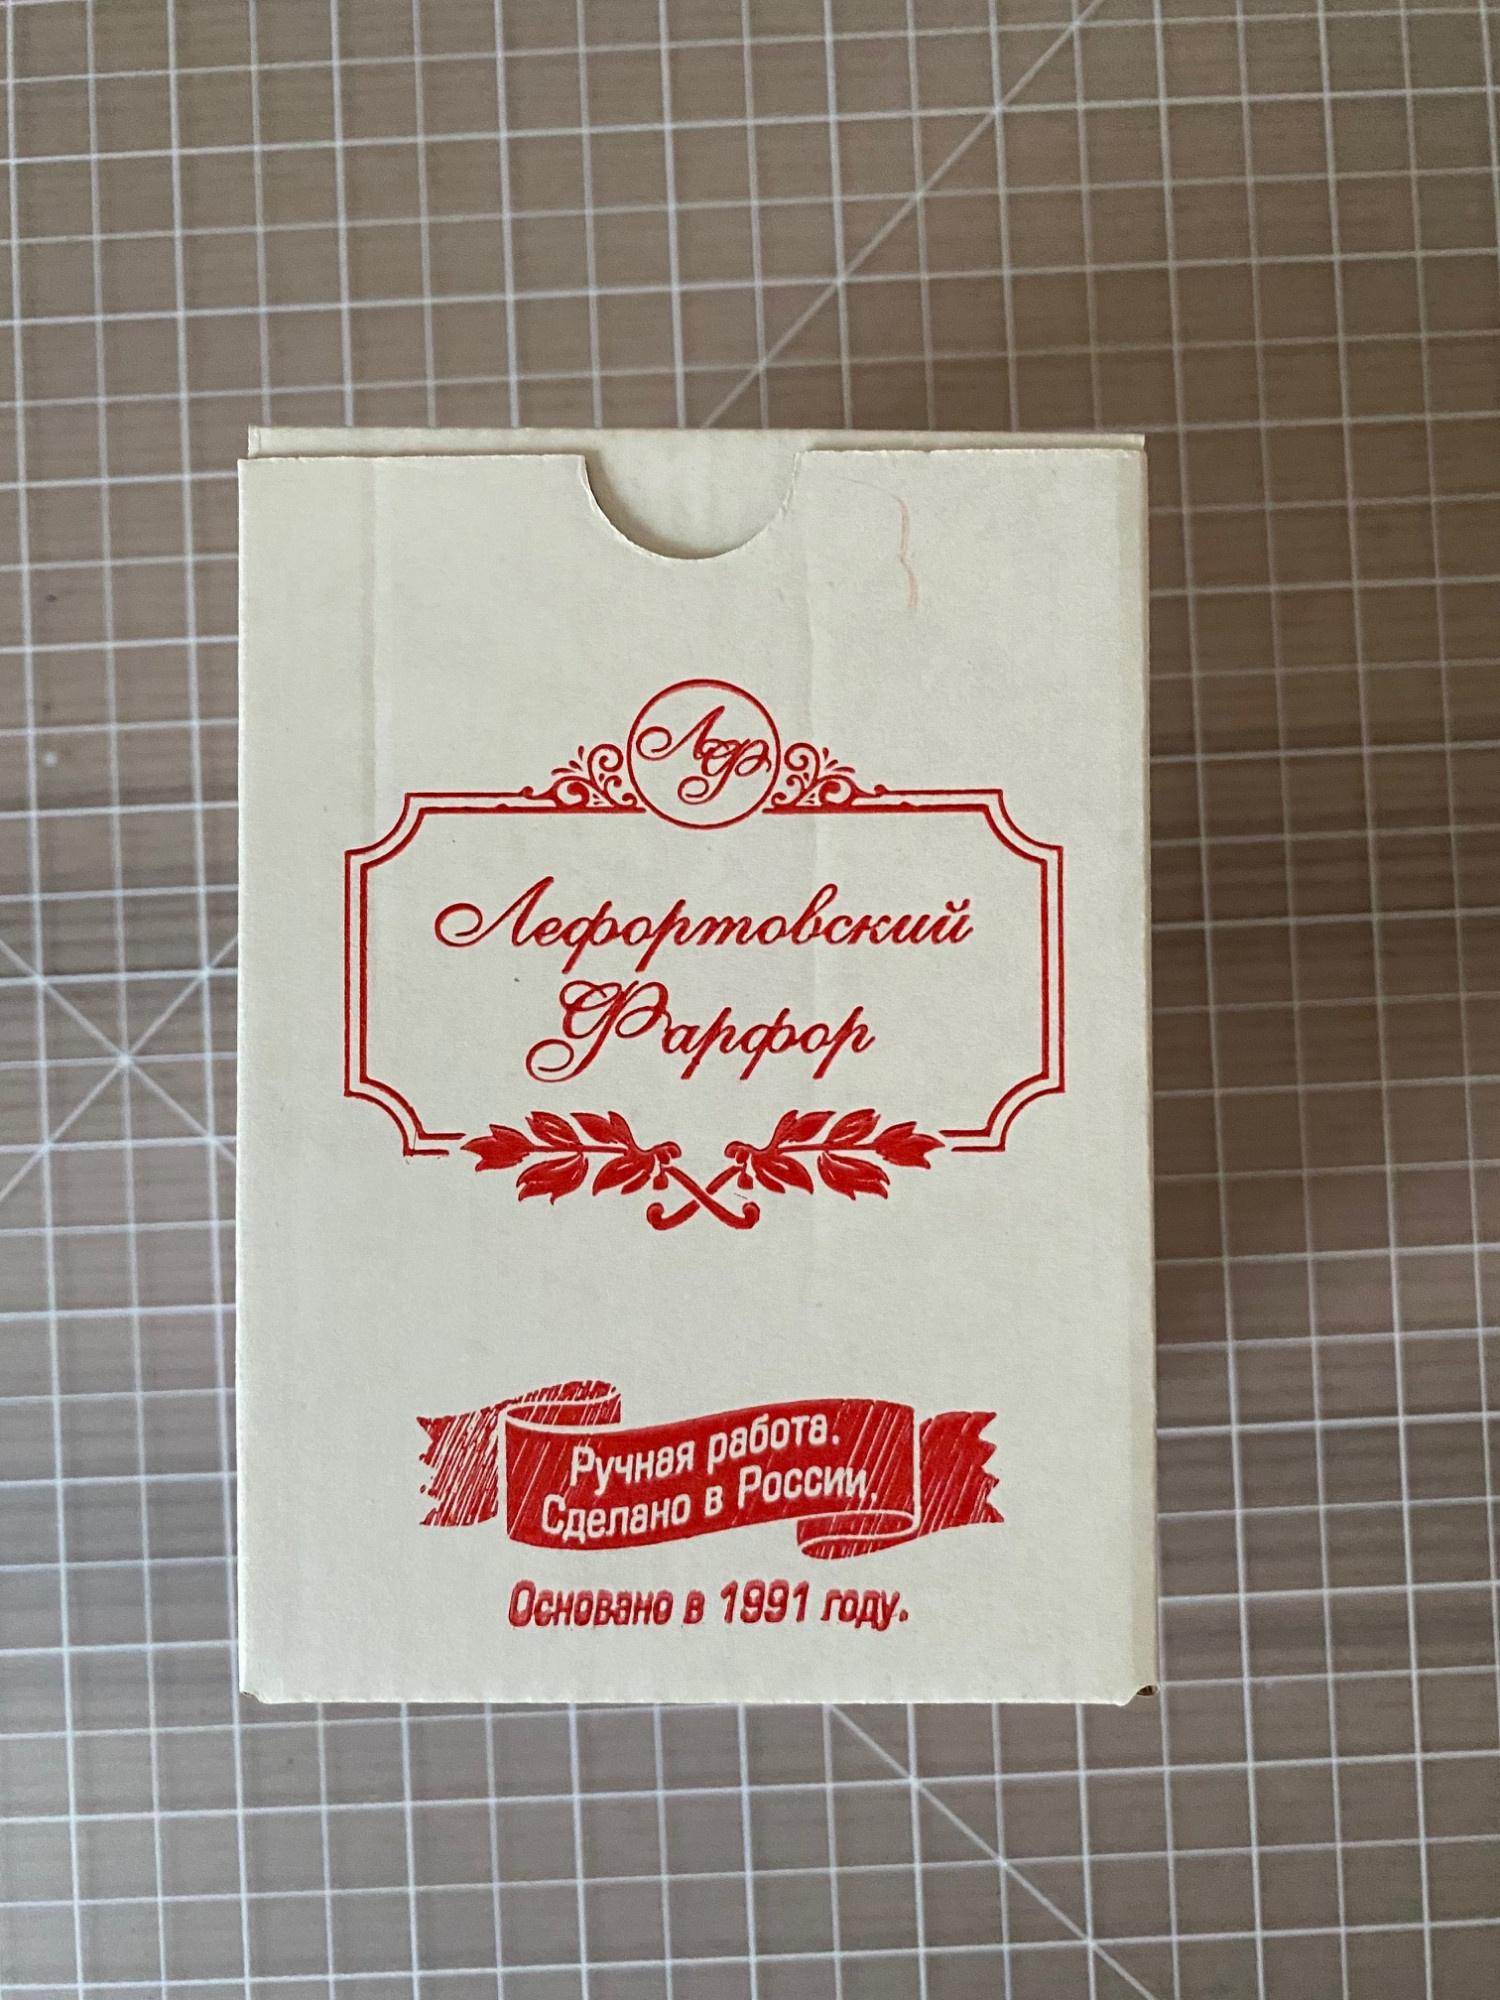 ЛФ
Лефортовский
Фарфор
Ручная работа.
Сделано в России.
Основано в 1991 году.